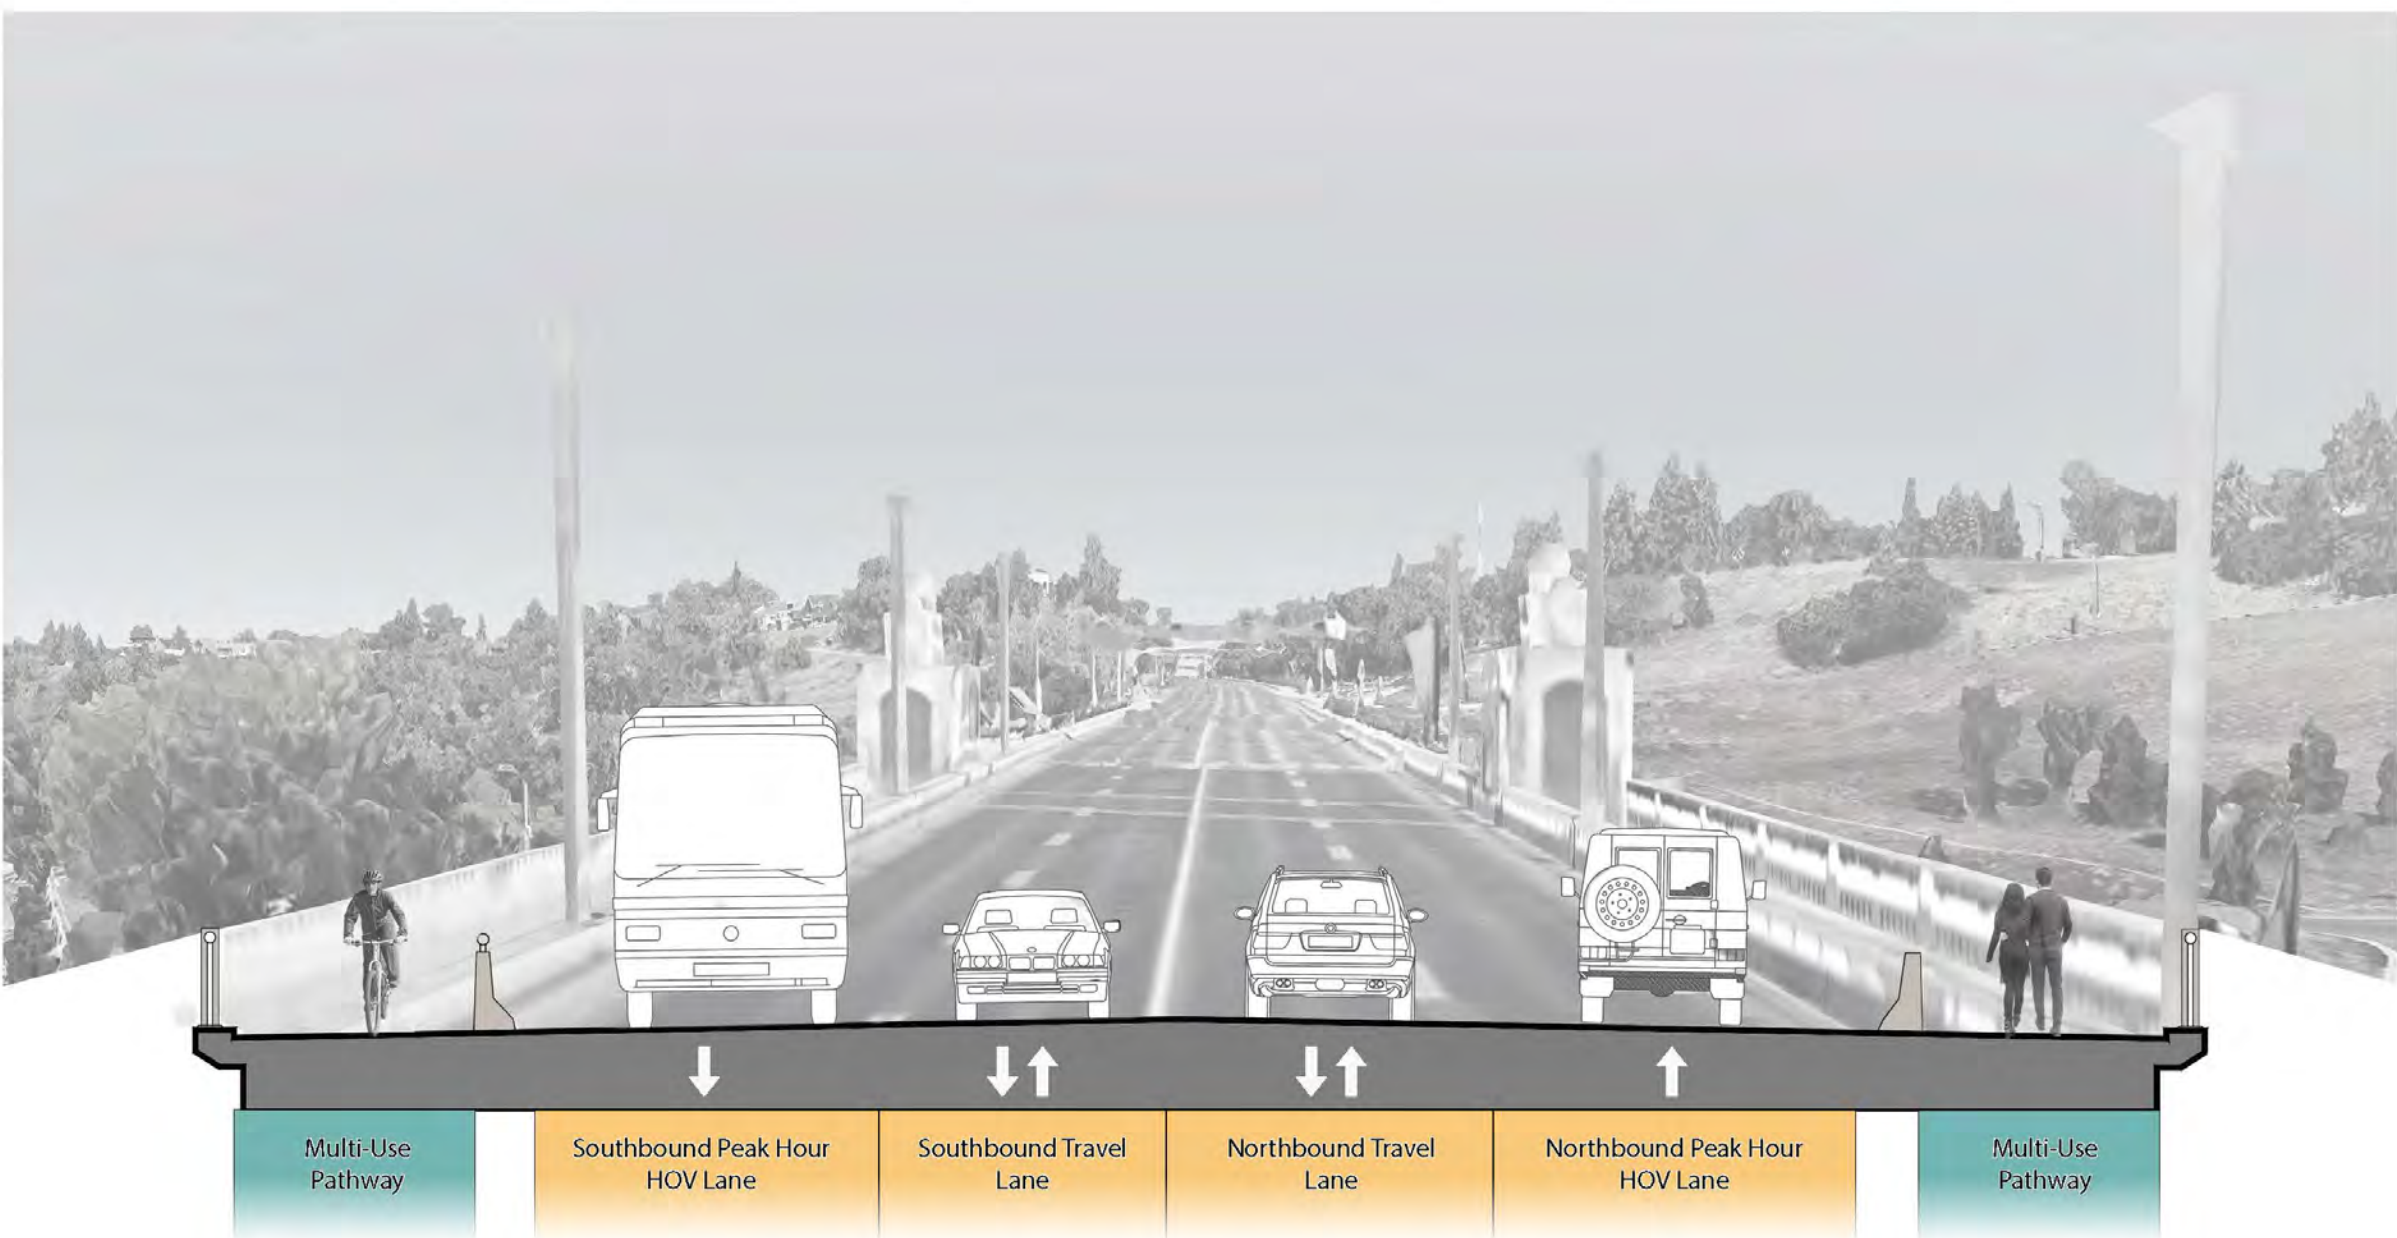 Multi-Use
Pathway
Southbound Peak Hour
HOV Lane
Southbound Travel
Lane
Northbound Travel
Lane
Northbound Peak Hour
HOV Lane
Multi-Use
Pathway